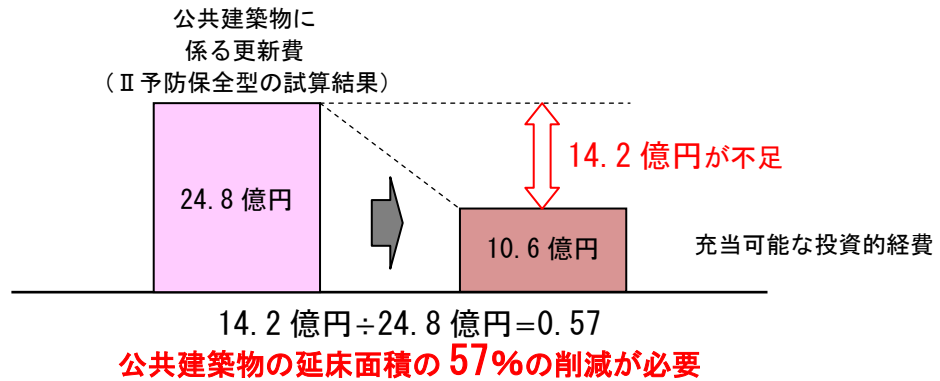 公共建築物に
係る更新費
（Ⅱ予防保全型の試算結果）
14.2 億円が不足
24.8 億円
10.6 億円
充当可能な投資的経費
14.2 億円÷24.8 億円=0.57
公共建築物の延床面積の 57%の削減が必要